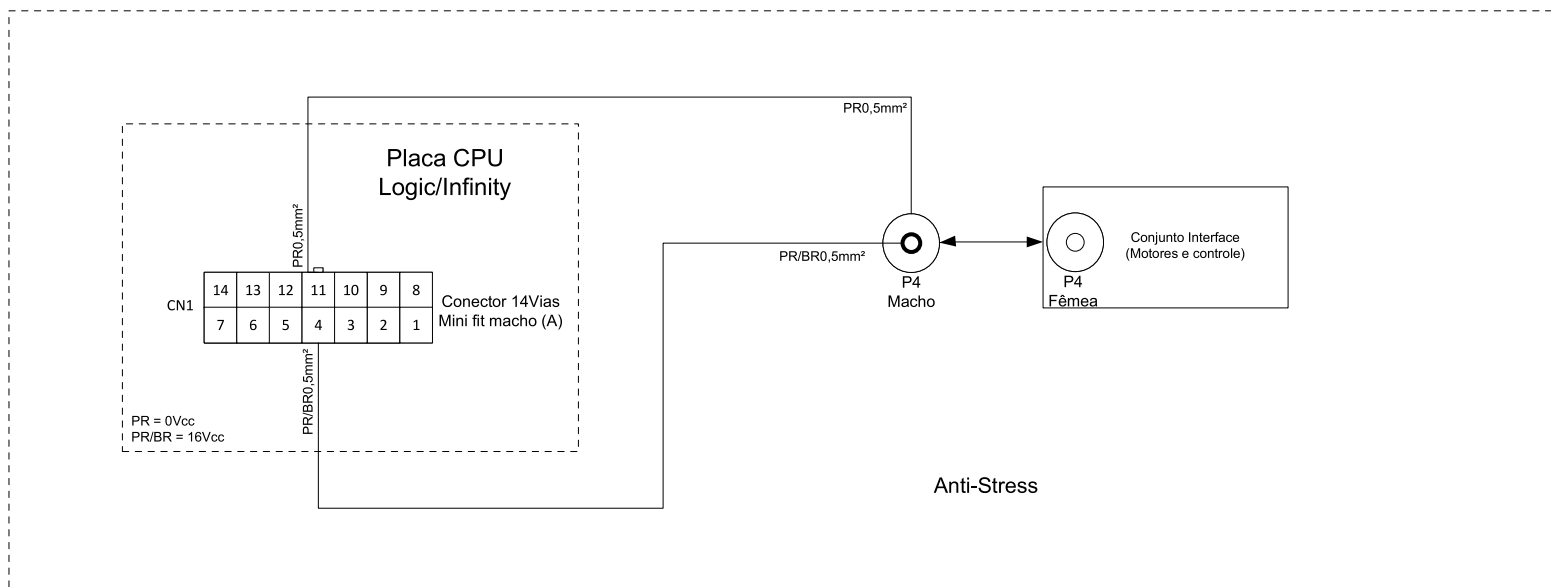 PR0,5mm²
Placa CPU
Logic/Infinity
PR0,5mm²
CN1
14 13 12 11 10 9 8
7 6 5 4 3 2 1
Conector 14Vias
Mini fit macho (A)
PR/BR0,5mm²
PR = 0Vcc
PR/BR = 16Vcc
PR/BR0,5mm²
P4
Macho
P4
Fêmea
Conjunto Interface
(Motores e controle)
Anti-Stress